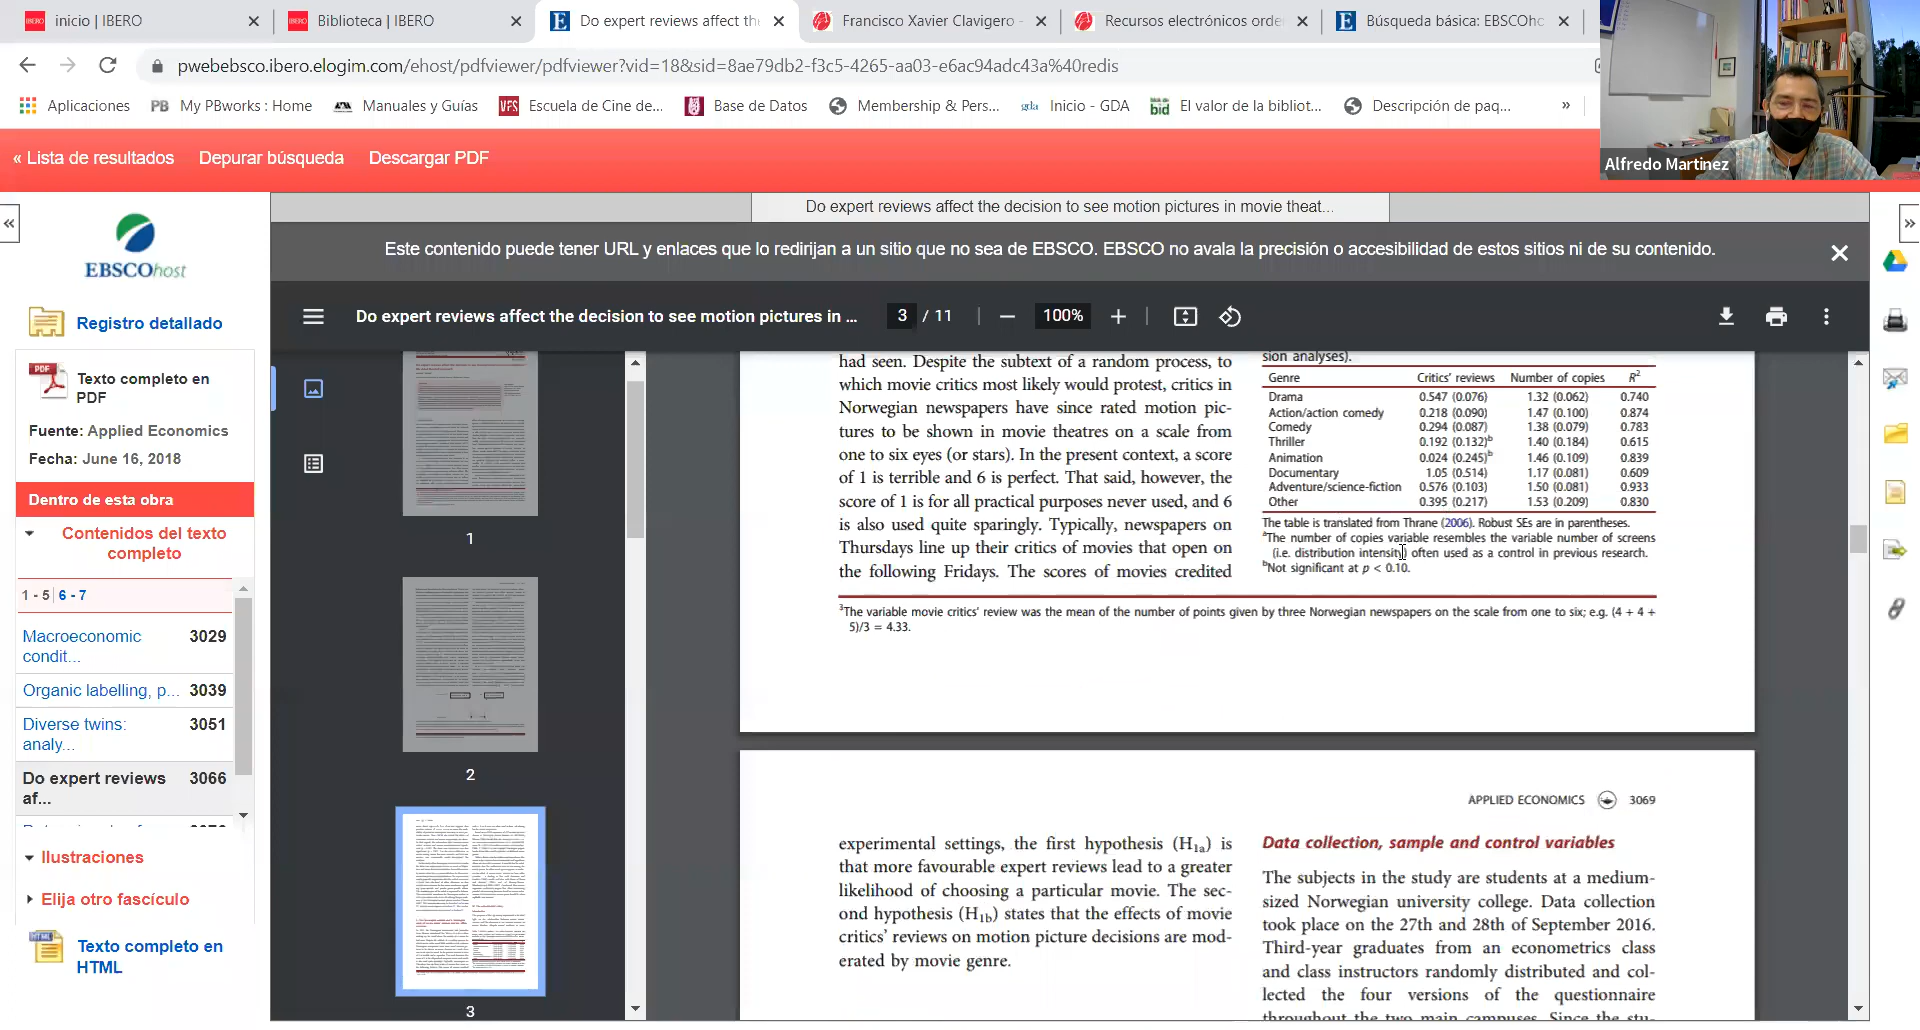 inicio | IBERO
Biblioteca | IBERO
Do expert reviews affect the
Francisco Xavier Clavigero -
Recursos electrónicos orde
Búsqueda básica: EBSCOhc
pwebebsco.ibero.elogim.com/ehost/pdfviewer/pdfviewer?vid=18&sid=8ae79db2-f3c5-4265-aa03-e6ac94adc43a%40redis
Aplicaciones
PB My PBworks : Home
Manuales y Guías
VFS Escuela de Cine de...
Base de Datos
Membership & Pers...
gda Inicio - GDA
bid El valor de la bibliot...
Descripción de paq...
»
Alfredo Martinez
« Lista de resultados Depurar búsqueda Descargar PDF
Do expert reviews affect the decision to see motion pictures in movie theat...
Este contenido puede tener URL y enlaces que lo redirijan a un sitio que no sea de EBSCO. EBSCO no avala la precisión o accesibilidad de estos sitios ni de su contenido.
Do expert reviews affect the decision to see motion pictures in ...
3 / 11
100%
EBSCOhost
Registro detallado
PDF
Texto completo en
PDF
Fuente: Applied Economics
Fecha: June 16, 2018
Dentro de esta obra
Contenidos del texto
completo
1 - 5 | 6 - 7
Macroeconomic 3029
condit...
Organic labelling, p... 3039
Diverse twins: 3051
analy...
Do expert reviews 3066
af...
Ilustraciones
Elija otro fascículo
HTML
Texto completo en
HTML
1
2
3
had seen. Despite the subtext of a random process, to
which movie critics most likely would protest, critics in
Norwegian newspapers have since rated motion pic-
tures to be shown in movie theatres on a scale from
one to six eyes (or stars). In the present context, a score
of 1 is terrible and 6 is perfect. That said, however, the
score of 1 is for all practical purposes never used, and 6
is also used quite sparingly. Typically, newspapers on
Thursdays line up their critics of movies that open on
the following Fridays. The scores of movies credited
sion analyses).
Genre Critics' reviews Number of copies R²
Drama 0.547 (0.076) 1.32 (0.062) 0.740
Action/action comedy 0.218 (0.090) 1.47 (0.100) 0.874
Comedy 0.294 (0.087) 1.38 (0.079) 0.783
Thriller 0.192 (0.132)ᵇ 1.40 (0.184) 0.615
Animation 0.024 (0.245)ᵇ 1.46 (0.109) 0.839
Documentary 1.05 (0.514) 1.17 (0.081) 0.609
Adventure/science-fiction 0.576 (0.103) 1.50 (0.081) 0.933
Other 0.395 (0.217) 1.53 (0.209) 0.830
The table is translated from Thrane (2006). Robust SEs are in parentheses.
ᵃThe number of copies variable resembles the variable number of screens
(i.e. distribution intensity) often used as a control in previous research.
ᵇNot significant at p < 0.10.
³The variable movie critics' review was the mean of the number of points given by three Norwegian newspapers on the scale from one to six; e.g. (4 + 4 +
5)/3 = 4.33.
APPLIED ECONOMICS 3069
experimental settings, the first hypothesis (H1a) is
that more favourable expert reviews lead to a greater
likelihood of choosing a particular movie. The sec-
ond hypothesis (H1b) states that the effects of movie
critics' reviews on motion picture decisions are mod-
erated by movie genre.
Data collection, sample and control variables
The subjects in the study are students at a medium-
sized Norwegian university college. Data collection
took place on the 27th and 28th of September 2016.
Third-year graduates from an econometrics class
and class instructors randomly distributed and col-
lected the four versions of the questionnaire
throughout the two main campuses. Since the stu-